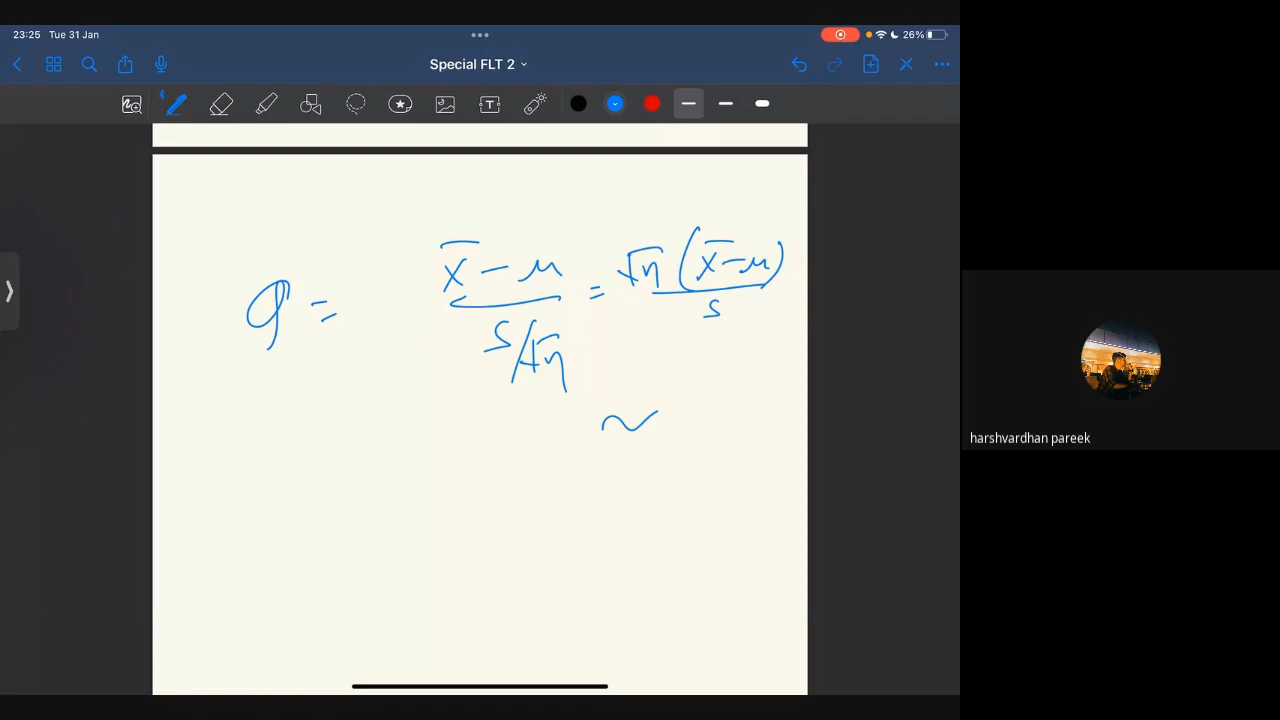 23:25 Tue 31 Jan
26%
Special FLT 2
T
φ = (x̄ − μ) / (s/√n) = √n (x̄ − μ) / s
~
harshvardhan pareek